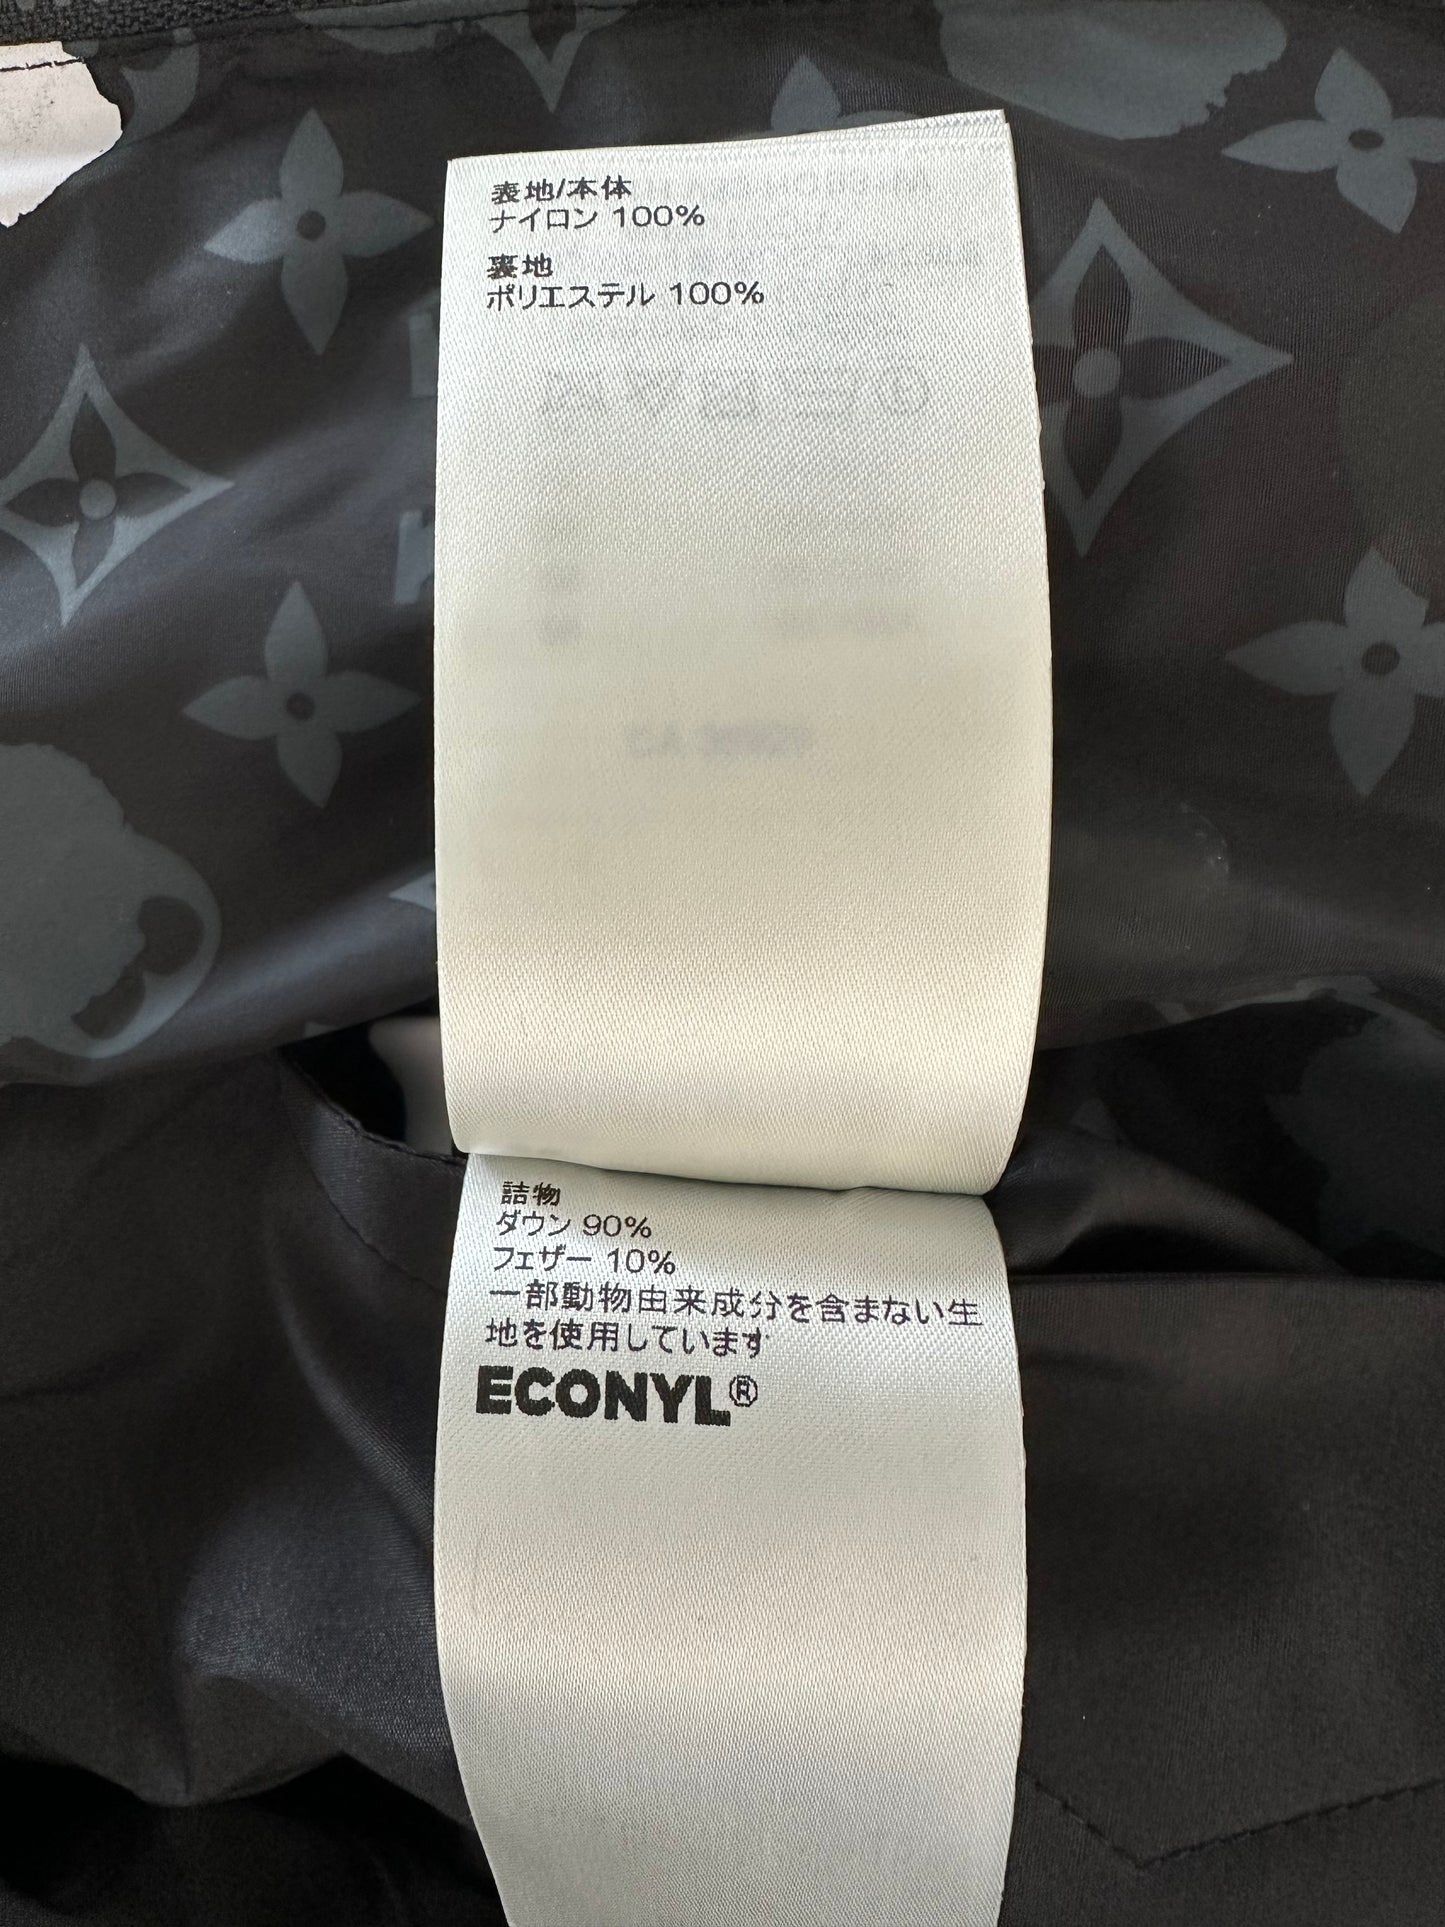 表地/本体
ナイロン 100%
裏地
ポリエステル 100%
詰物
ダウン 90%
フェザー 10%
一部動物由来成分を含まない生
地を使用しています
ECONYL®